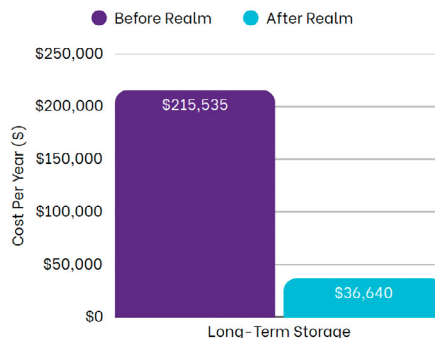 Before Realm
After Realm
$250,000
$200,000
$150,000
$100,000
$50,000
$0
Cost Per Year ($)
$215,535
$36,640
Long-Term Storage